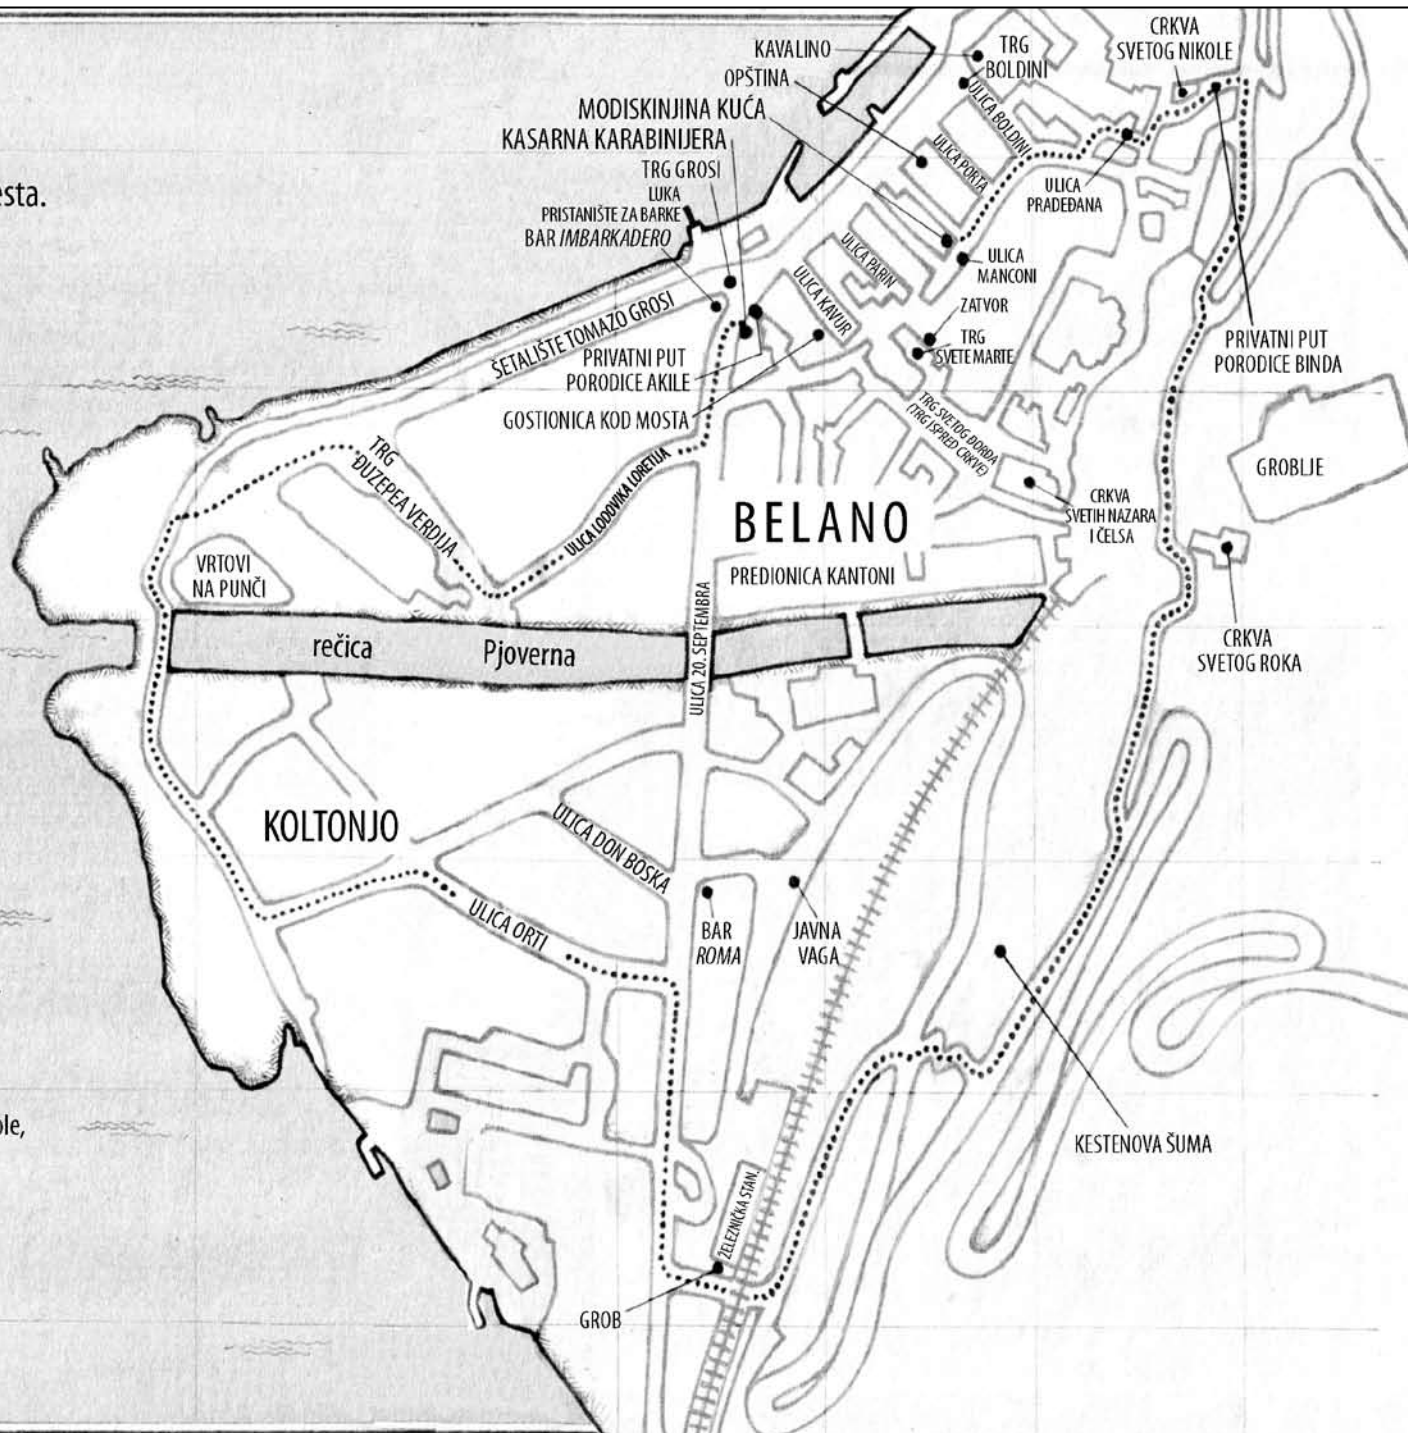 esta.
ole,
KAVALINO
TRG
BOLDINI
CRKVA
SVETOG NIKOLE
OPŠTINA
ULICA BOLDINI
MODISKINJINA KUĆA
KASARNA KARABINIJERA
TRG GROSI
LUKA
PRISTANIŠTE ZA BARKE
BAR IMBARKADERO
ULICA PORTA
ULICA
PRADEĐANA
ULICA PARIN
ULICA
MANCONI
ULICA KAVUR
ZATVOR
TRG
SVETE MARTE
PRIVATNI PUT
PORODICE BINDA
ŠETALIŠTE TOMAZO GROSI
PRIVATNI PUT
PORODICE AKILE
GOSTIONICA KOD MOSTA
TRG SVETOG ĐORĐA
(TRG ISPRED CRKVE)
GROBLJE
TRG
ĐUZEPEA VERDIJA
ULICA LODOVIKA LORETIJA
BELANO
CRKVA
SVETIH NAZARA
I ČELSA
VRTOVI
NA PUNČI
PREDIONICA KANTONI
rečica
Pjoverna
ULICA 20. SEPTEMBRA
CRKVA
SVETOG ROKA
KOLTONJO
ULICA DON BOSKA
ULICA ORTI
BAR
ROMA
JAVNA
VAGA
KESTENOVA ŠUMA
ŽELEZNIČKA STAN.
GROB